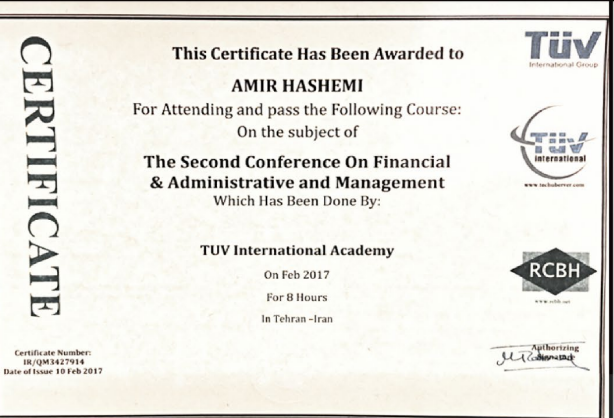 CERTIFICATE
This Certificate Has Been Awarded to
AMIR HASHEMI
For Attending and pass the Following Course:
On the subject of
The Second Conference On Financial
& Administrative and Management
Which Has Been Done By:
TUV International Academy
On Feb 2017
For 8 Hours
In Tehran –Iran
Certificate Number:
IR/QM3427914
Date of Issue 10 Feb 2017
TÜV
International Group
TÜV
international
RCBH
Authorizing